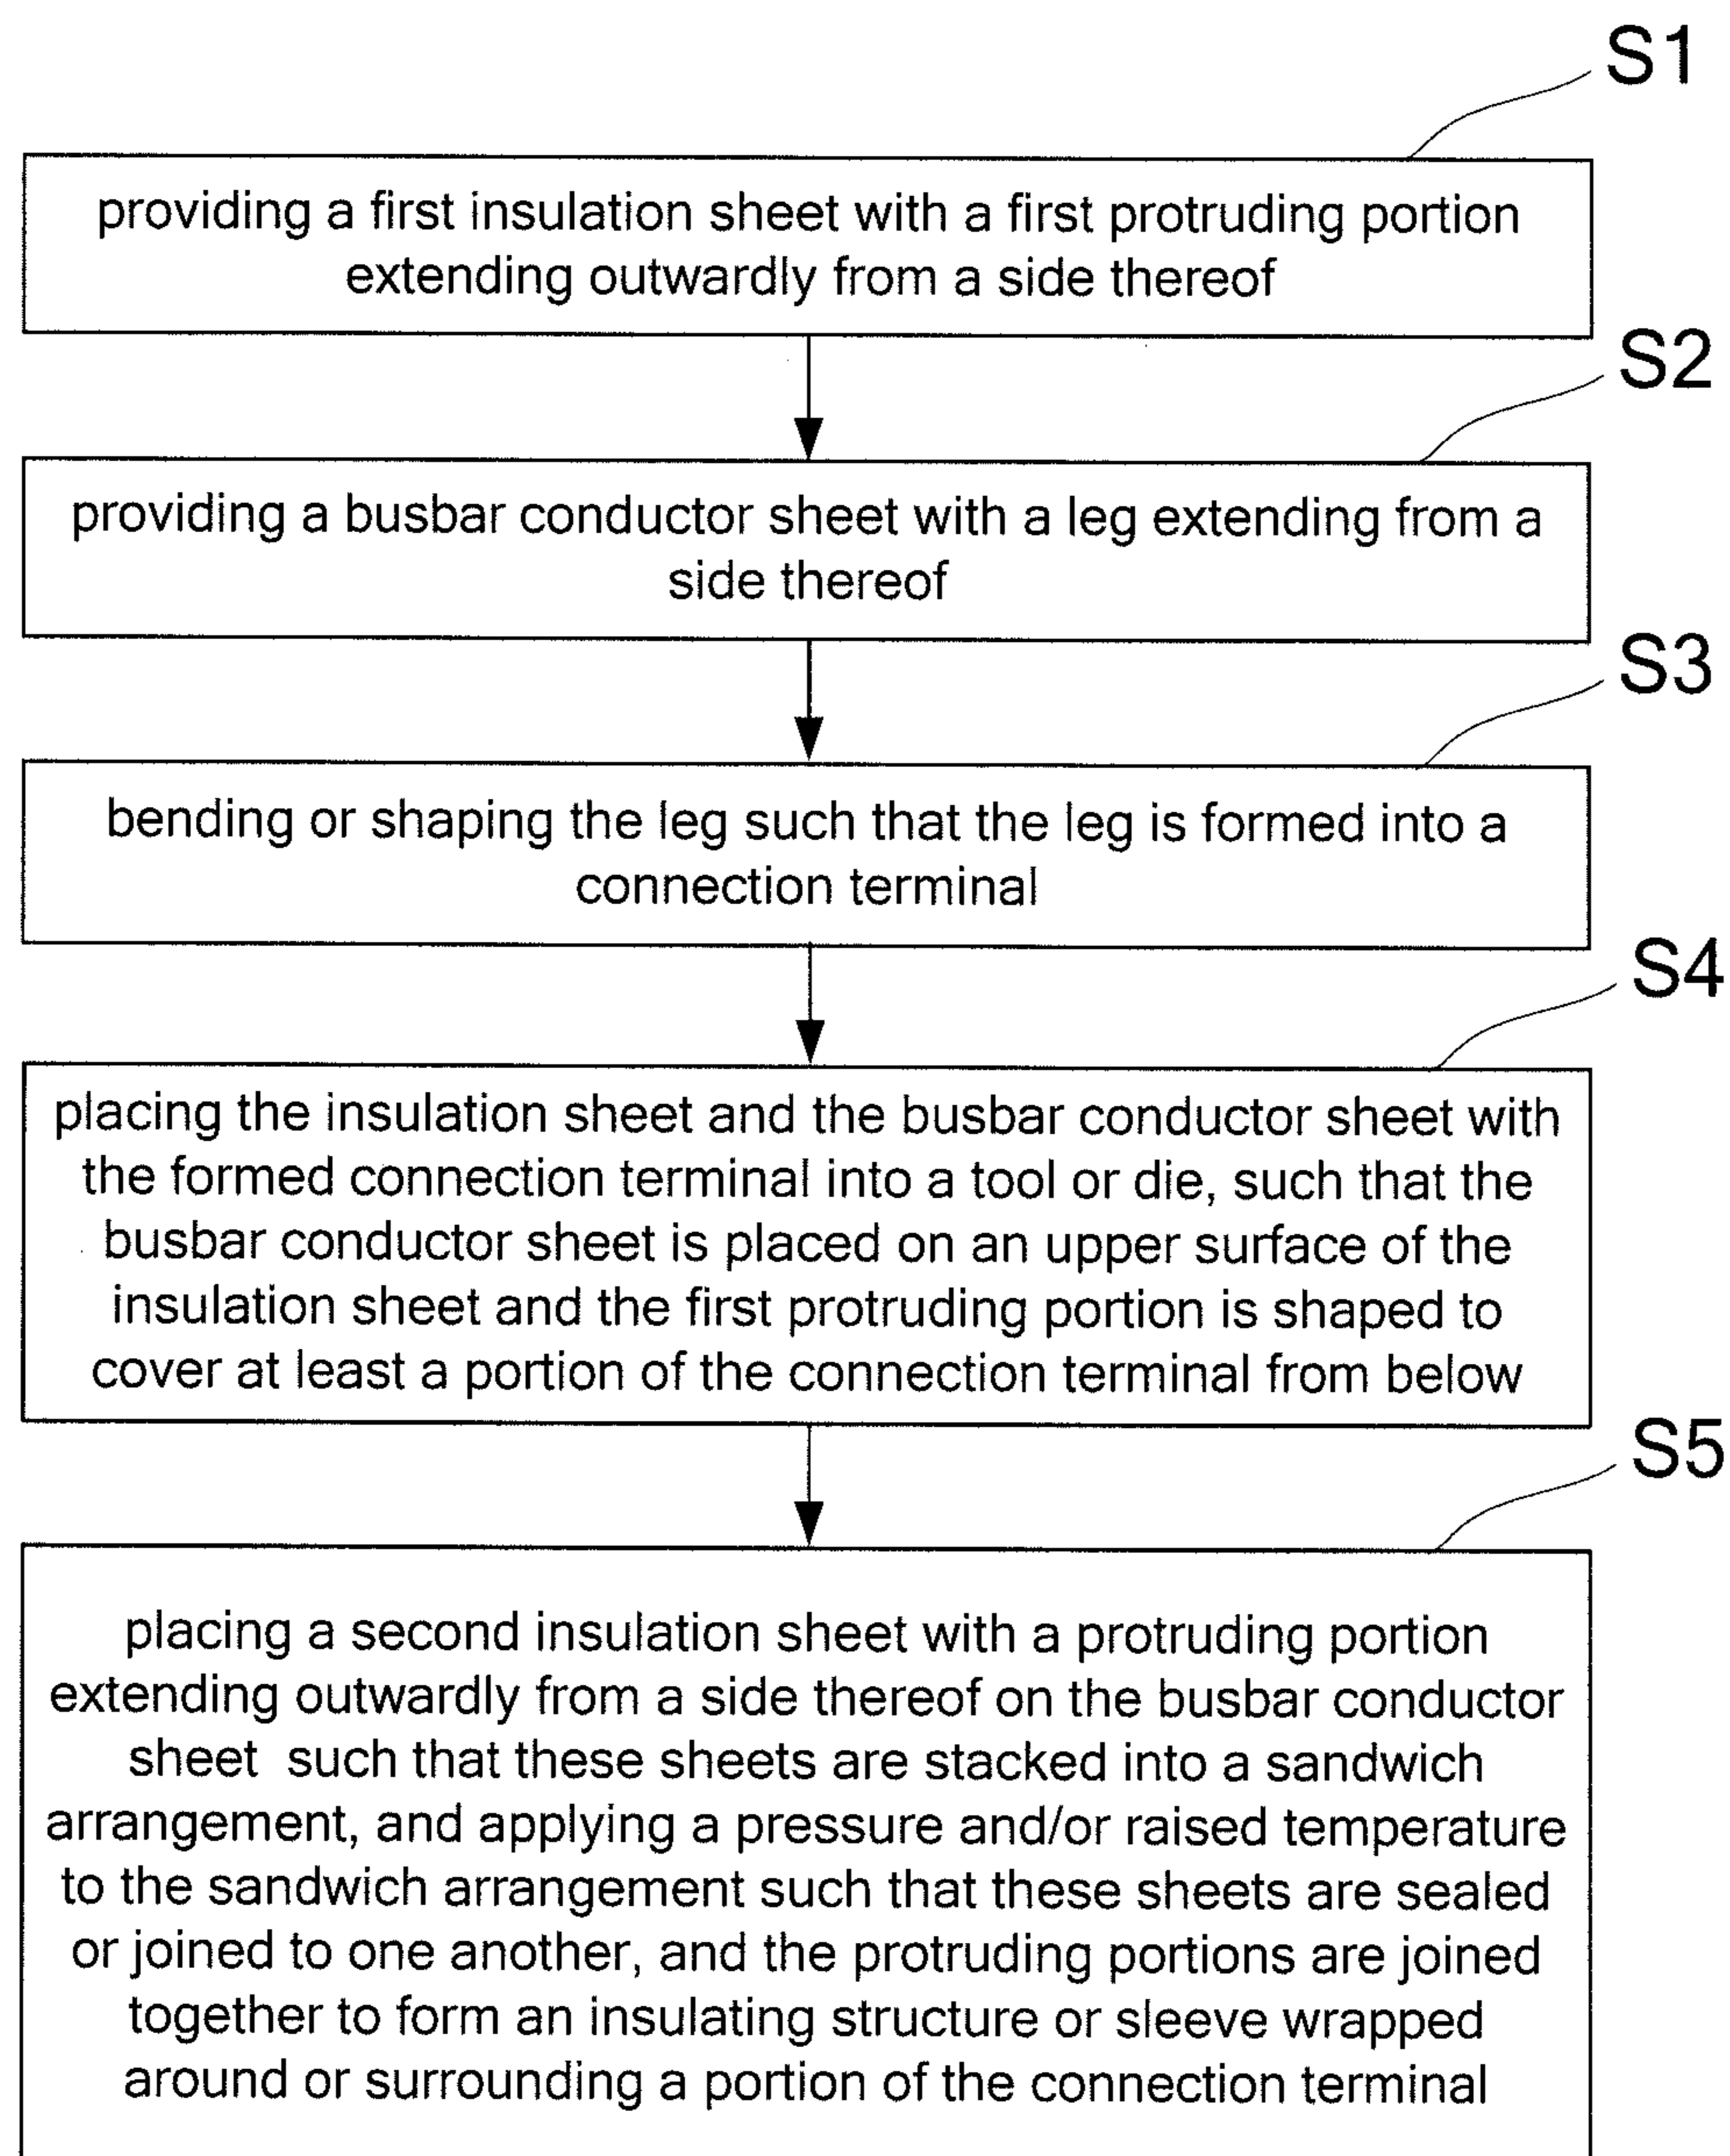 S1
providing a first insulation sheet with a first protruding portion
extending outwardly from a side thereof
S2
providing a busbar conductor sheet with a leg extending from a
side thereof
S3
bending or shaping the leg such that the leg is formed into a
connection terminal
S4
placing the insulation sheet and the busbar conductor sheet with
the formed connection terminal into a tool or die, such that the
busbar conductor sheet is placed on an upper surface of the
insulation sheet and the first protruding portion is shaped to
cover at least a portion of the connection terminal from below
S5
placing a second insulation sheet with a protruding portion
extending outwardly from a side thereof on the busbar conductor
sheet such that these sheets are stacked into a sandwich
arrangement, and applying a pressure and/or raised temperature
to the sandwich arrangement such that these sheets are sealed
or joined to one another, and the protruding portions are joined
together to form an insulating structure or sleeve wrapped
around or surrounding a portion of the connection terminal